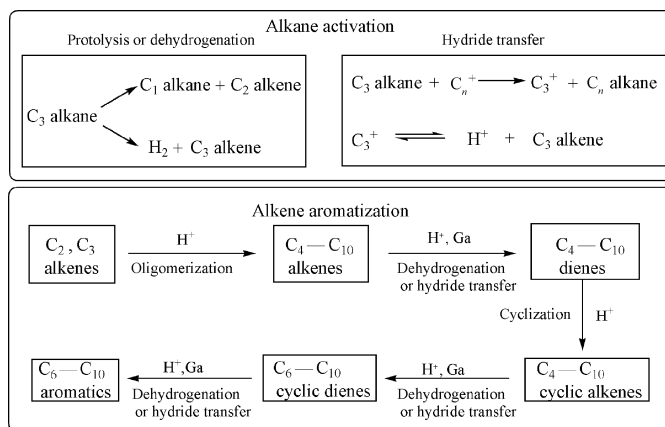 Alkane activation
Protolysis or dehydrogenation
Hydride transfer
C3 alkane
C1 alkane + C2 alkene
H2 + C3 alkene
C3 alkane + Cn+ → C3+ + Cn alkane
C3+ ⇌ H+ + C3 alkene
Alkene aromatization
C2 , C3
alkenes
H+
Oligomerization
C4 — C10
alkenes
H+, Ga
Dehydrogenation
or hydride transfer
C4 — C10
dienes
Cyclization
H+
C4 — C10
cyclic alkenes
H+, Ga
Dehydrogenation
or hydride transfer
C6 — C10
cyclic dienes
H+,Ga
Dehydrogenation
or hydride transfer
C6 — C10
aromatics